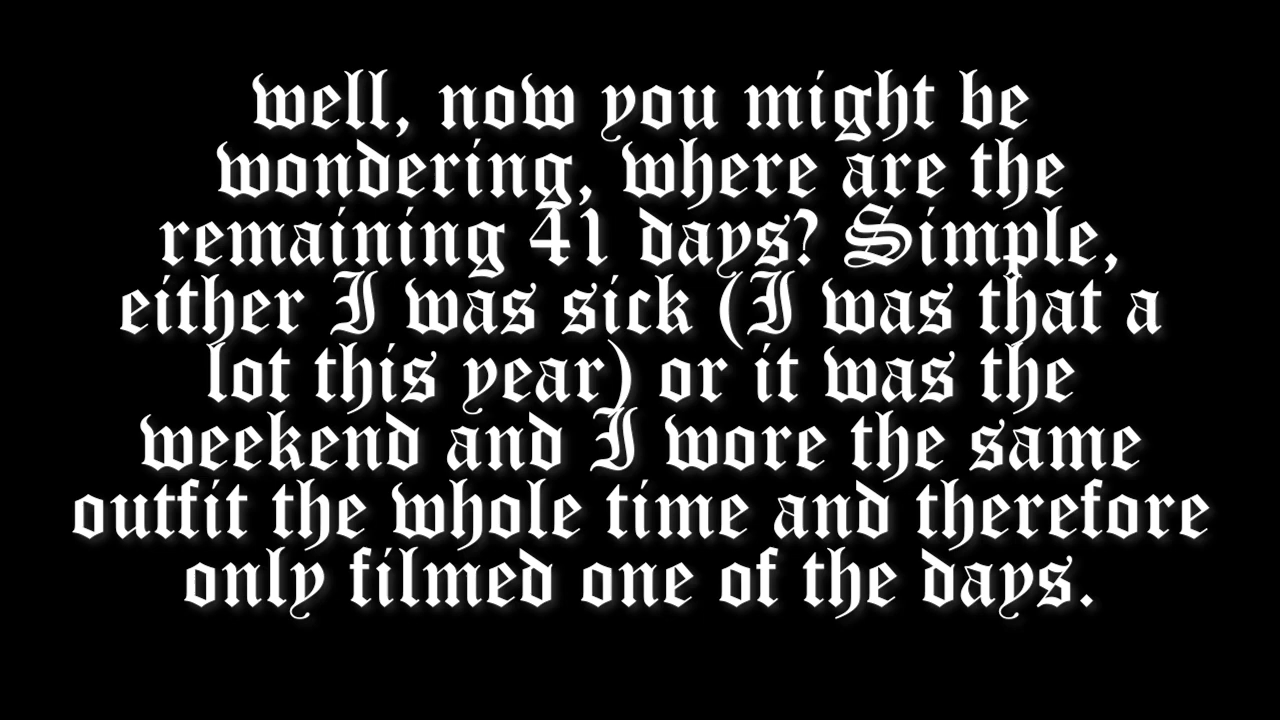 well, now you might be
wondering, where are the
remaining 41 days? Simple,
either I was sick (I was that a
lot this year) or it was the
weekend and I wore the same
outfit the whole time and therefore
only filmed one of the days.